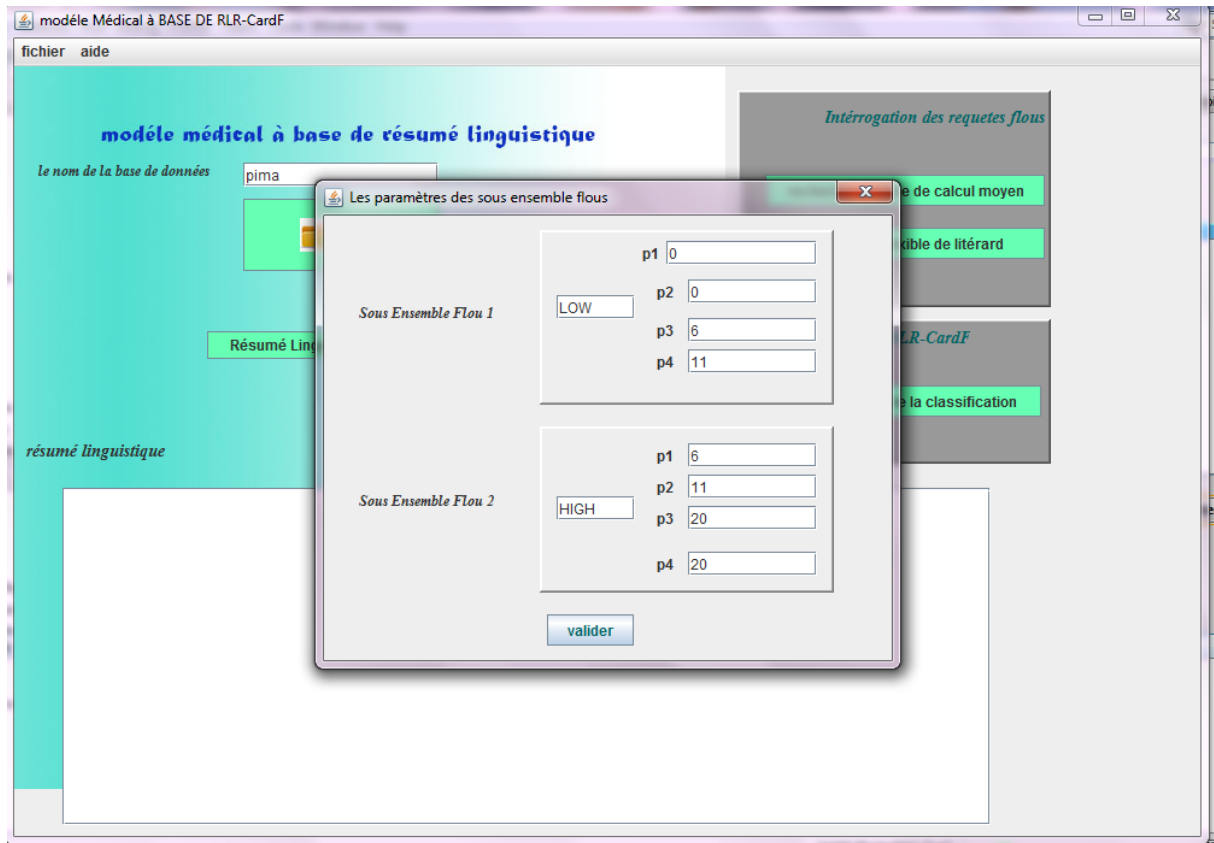 modéle Médical à BASE DE RLR-CardF
fichier aide
modéle médical à base de résumé linguistique
le nom de la base de données
pima
Résumé Ling
résumé linguistique
Intérrogation des requetes flous
e de calcul moyen
xible de litérard
LR-CardF
e la classification
Les paramètres des sous ensemble flous
Sous Ensemble Flou 1
LOW
p1 0
p2 0
p3 6
p4 11
Sous Ensemble Flou 2
HIGH
p1 6
p2 11
p3 20
p4 20
valider